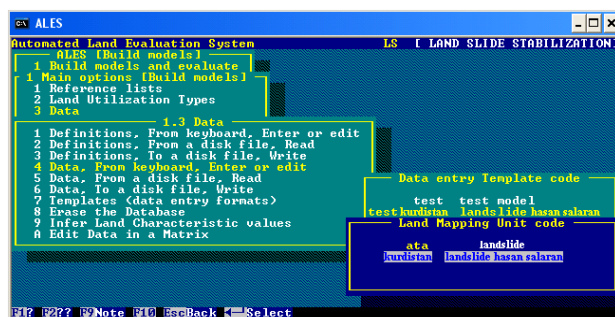 ALES
Automated Land Evaluation System LS [ LAND SLIDE STABILIZATION]
ALES [Build models]
1 Build models and evaluate
1 Main options [Build models]
1 Reference lists
2 Land Utilization Types
3 Data
1.3 Data
1 Definitions, From keyboard, Enter or edit
2 Definitions, From a disk file, Read
3 Definitions, To a disk file, Write
4 Data, From keyboard, Enter or edit
5 Data, From a disk file, Read
6 Data, To a disk file, Write
7 Templates (data entry formats)
8 Erase the Database
9 Infer Land Characteristic values
A Edit Data in a Matrix
Data entry Template code
test test model
test kurdistan landslide hasan salaran
Land Mapping Unit code
ata landslide
kurdistan landslide hasan salaran
F1? F2?? F9Note F10 EscBack Select